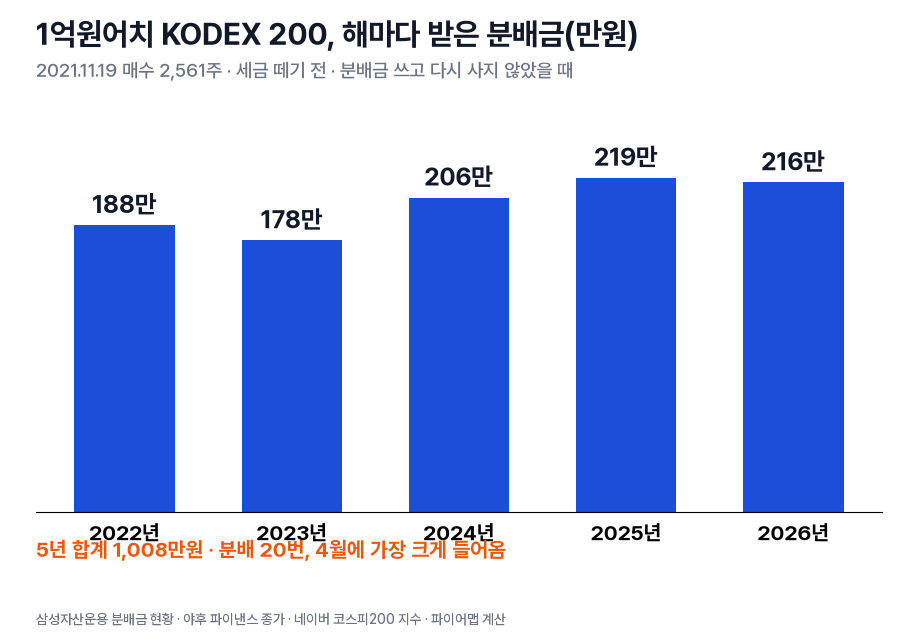 1억원어치 KODEX 200, 해마다 받은 분배금(만원)
2021.11.19 매수 2,561주 · 세금 떼기 전 · 분배금 쓰고 다시 사지 않았을 때
188만
178만
206만
219만
216만
2022년
2023년
2024년
2025년
2026년
5년 합계 1,008만원 · 분배 20번, 4월에 가장 크게 들어옴
삼성자산운용 분배금 현황 · 야후 파이낸스 종가 · 네이버 코스피200 지수 · 파이어맵 계산